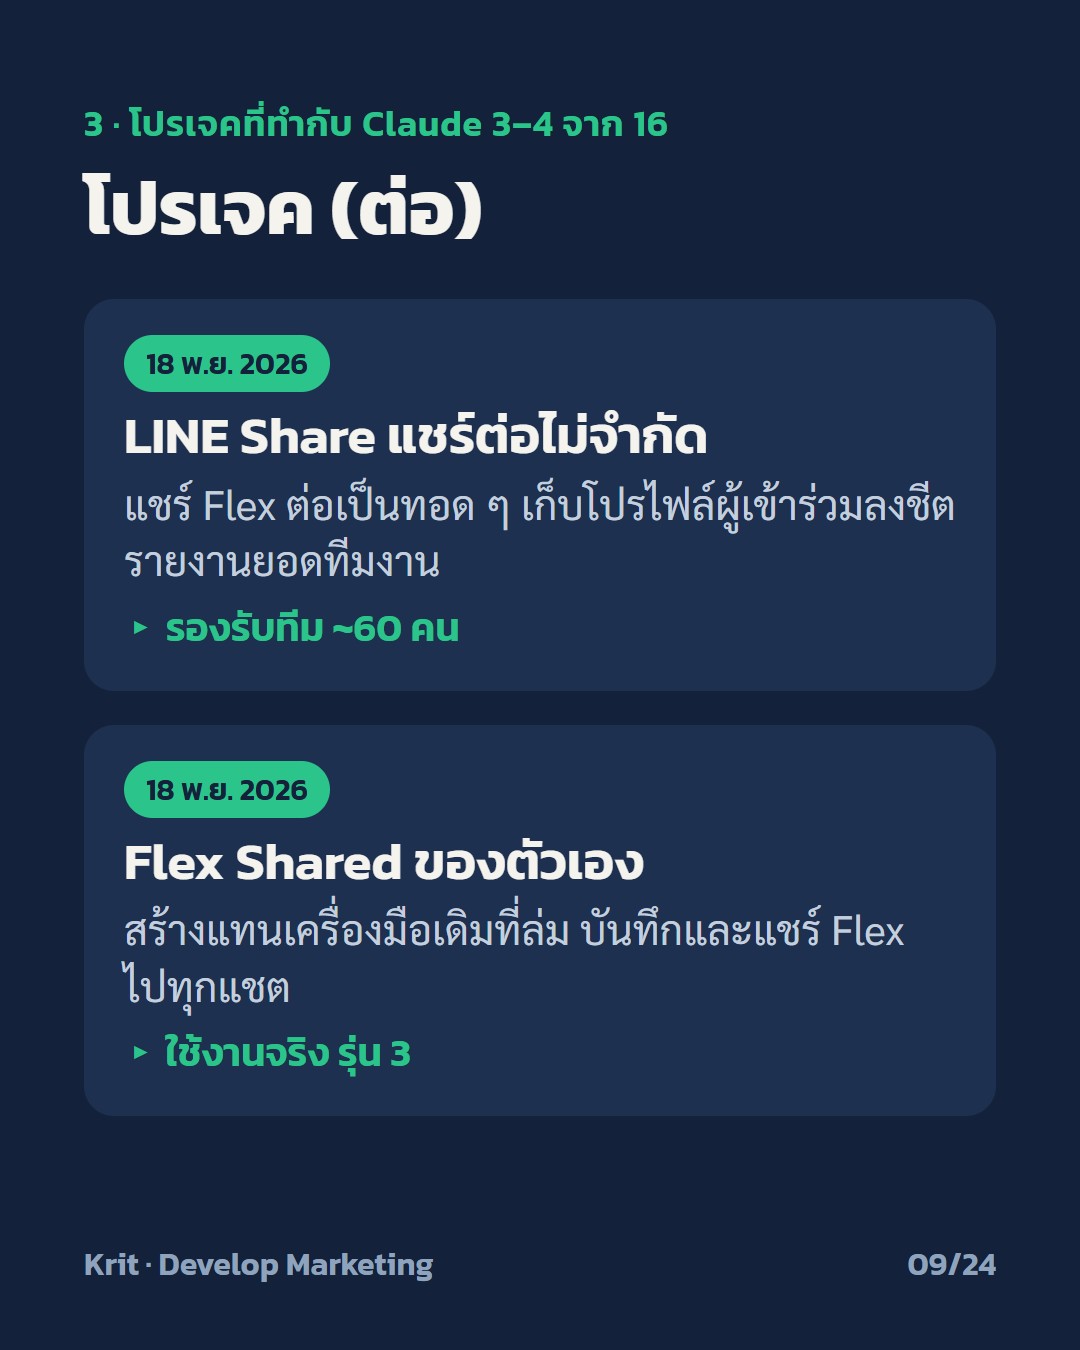 3 · โปรเจคที่ทำกับ Claude 3–4 จาก 16
โปรเจค (ต่อ)
18 พ.ย. 2026
LINE Share แชร์ต่อไม่จำกัด
แชร์ Flex ต่อเป็นทอด ๆ เก็บโปรไฟล์ผู้เข้าร่วมลงชีต
รายงานยอดทีมงาน
▸ รองรับทีม ~60 คน
18 พ.ย. 2026
Flex Shared ของตัวเอง
สร้างแทนเครื่องมือเดิมที่ล่ม บันทึกและแชร์ Flex
ไปทุกแชต
▸ ใช้งานจริง รุ่น 3
Krit · Develop Marketing
09/24